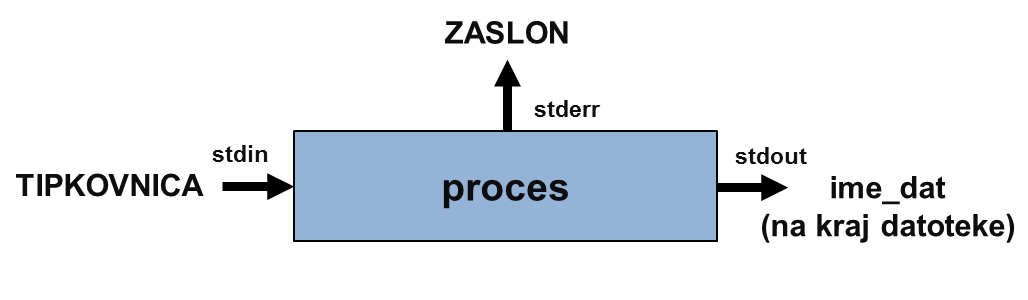 ZASLON
stderr
stdin
stdout
TIPKOVNICA
proces
ime_dat
(na kraj datoteke)